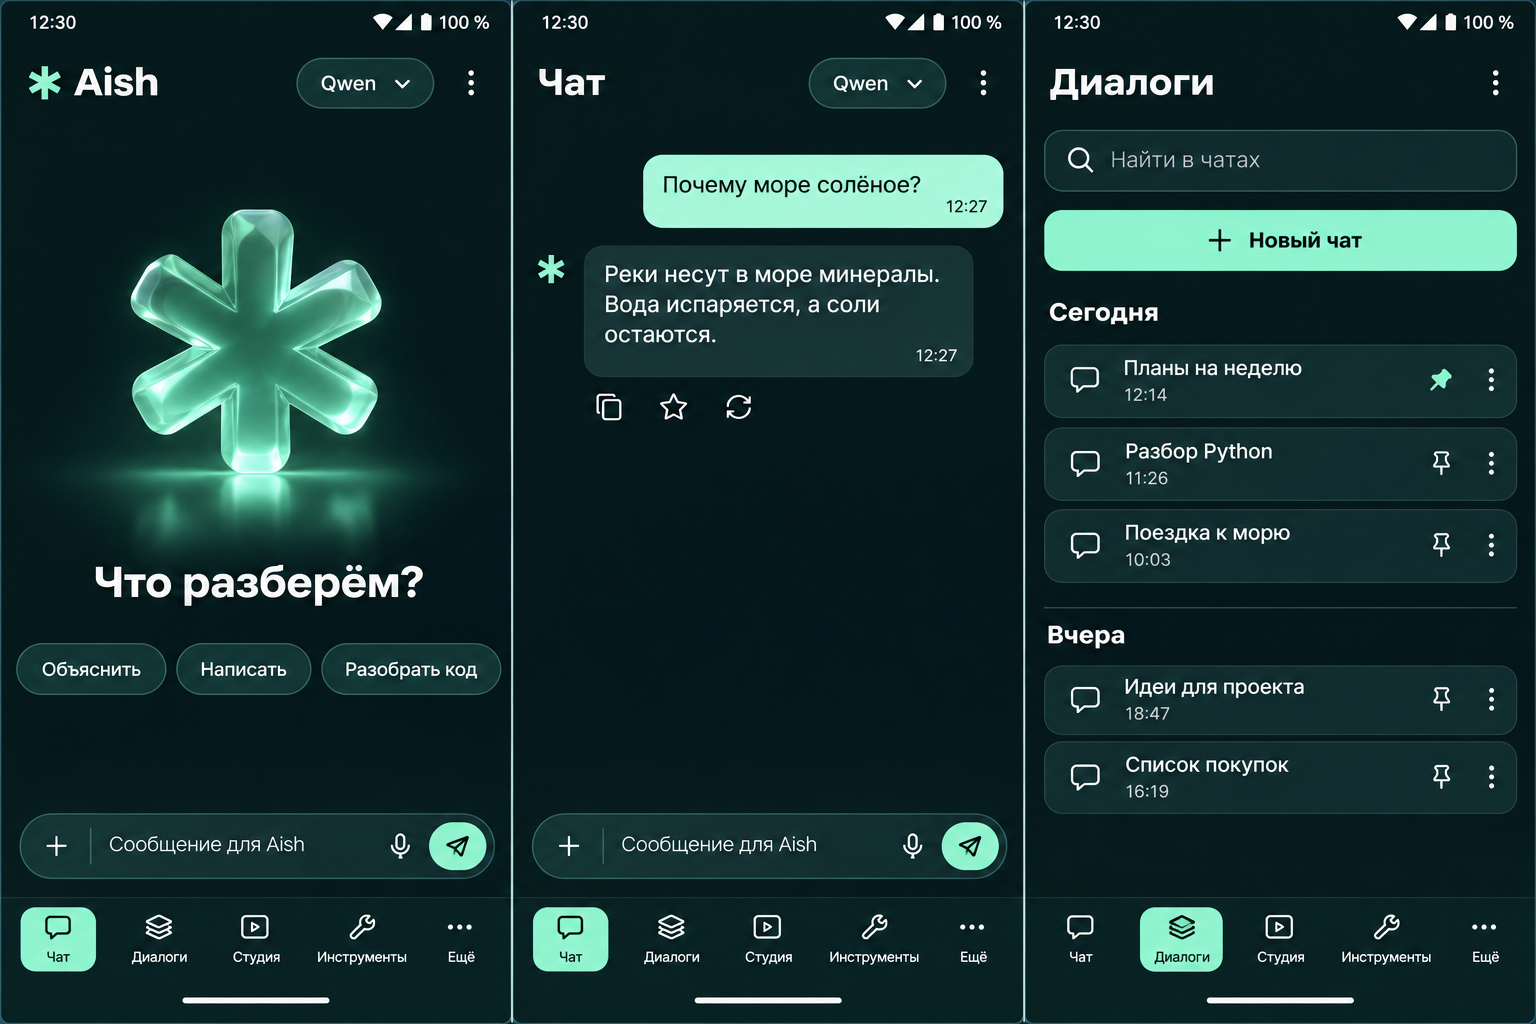 12:30
100 %
Aish
Qwen
Что разберём?
Объяснить
Написать
Разобрать код
Сообщение для Aish
Чат
Диалоги
Студия
Инструменты
Ещё
12:30
100 %
Чат
Qwen
Почему море солёное?
12:27
Реки несут в море минералы.
Вода испаряется, а соли
остаются.
12:27
Сообщение для Aish
Чат
Диалоги
Студия
Инструменты
Ещё
12:30
100 %
Диалоги
Найти в чатах
Новый чат
Сегодня
Планы на неделю
12:14
Разбор Python
11:26
Поездка к морю
10:03
Вчера
Идеи для проекта
18:47
Список покупок
16:19
Чат
Диалоги
Студия
Инструменты
Ещё